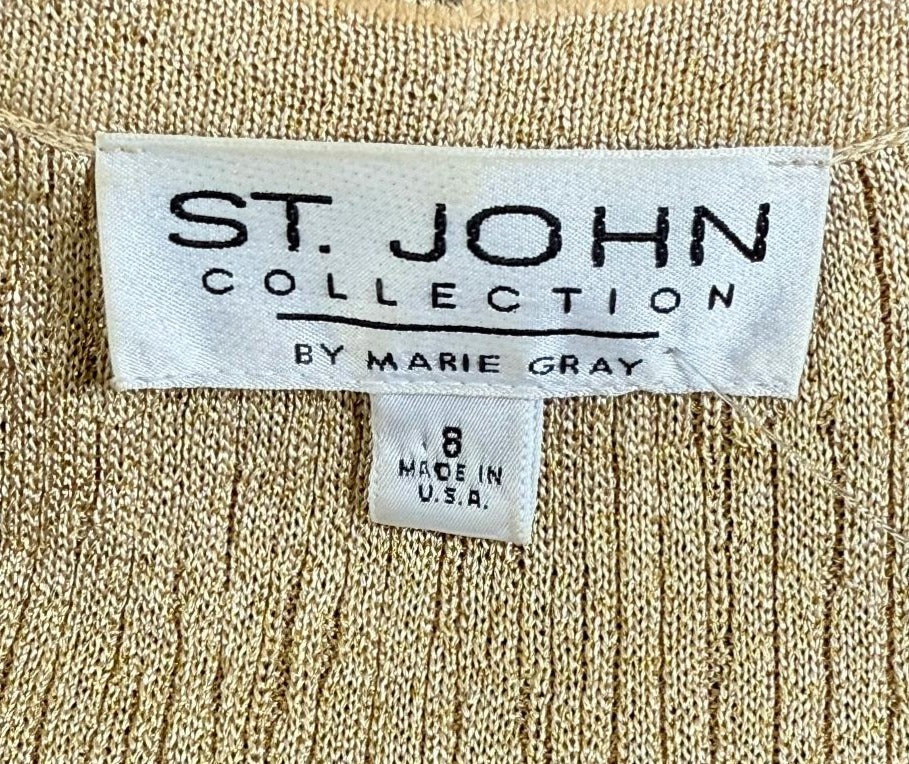 ST. JOHN
COLLECTION
BY MARIE GRAY
8
MADE IN
U.S.A.